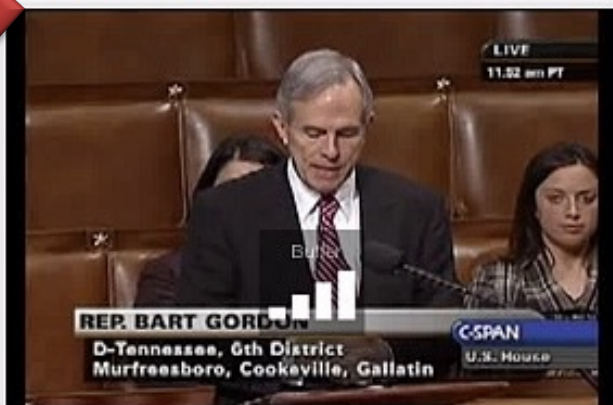 LIVE
11:52 am PT
REP. BART GORDON
D-Tennessee, 6th District
Murfreesboro, Cookeville, Gallatin
C-SPAN
U.S. House